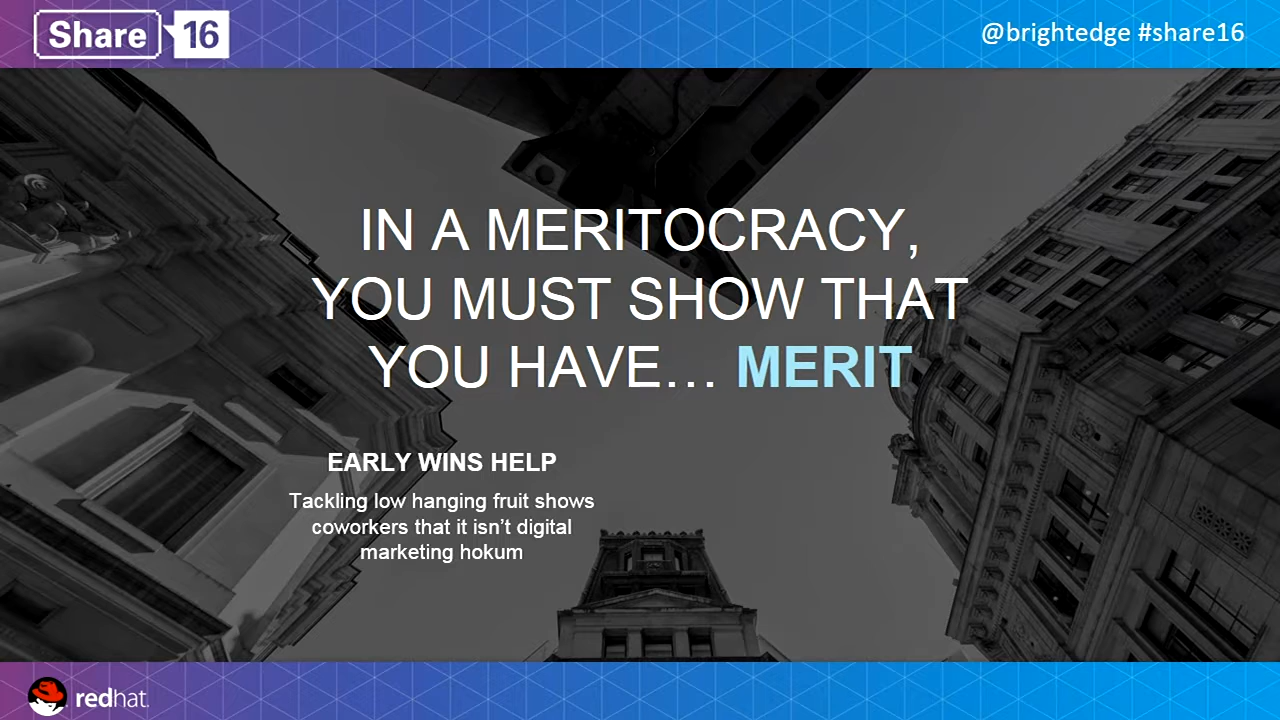 Share 16
@brightedge #share16
IN A MERITOCRACY,
YOU MUST SHOW THAT
YOU HAVE… MERIT
EARLY WINS HELP
Tackling low hanging fruit shows
coworkers that it isn’t digital
marketing hokum
redhat.